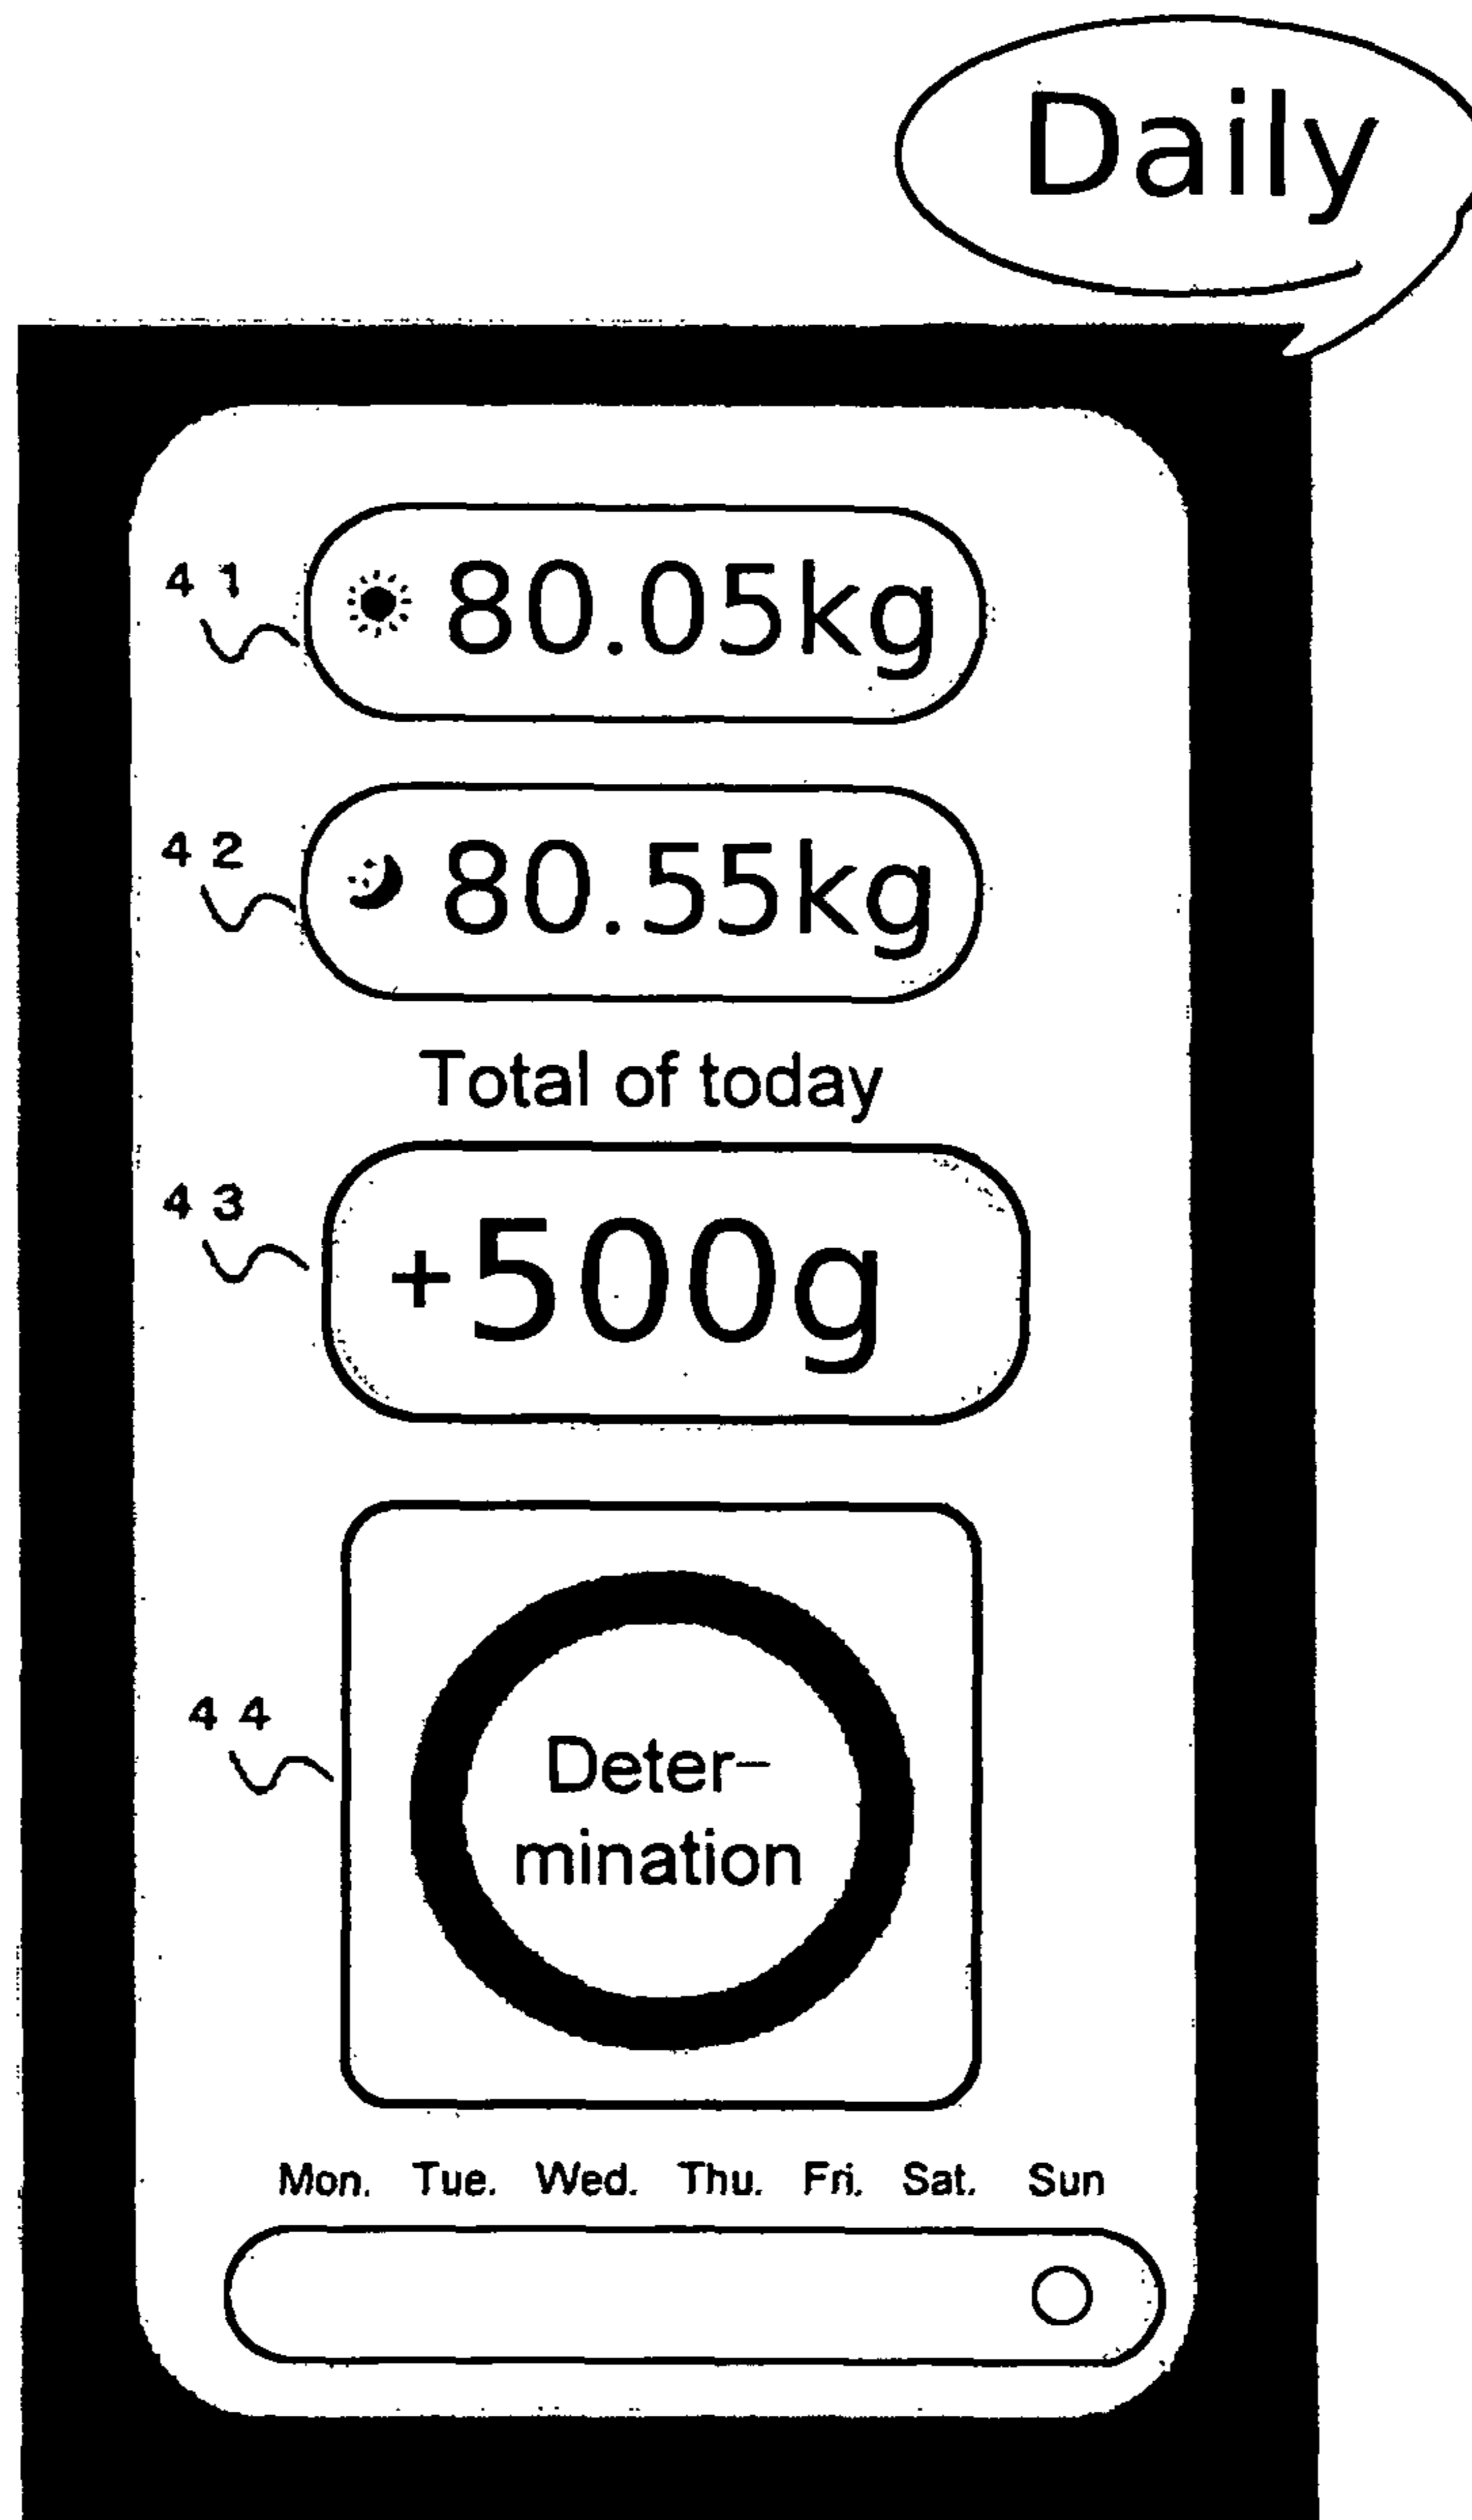 Daily
41
80.05kg
42
80.55kg
Total of today
43
+500g
44
Deter-
mination
Mon. Tue. Wed. Thu. Fri. Sat. Sun